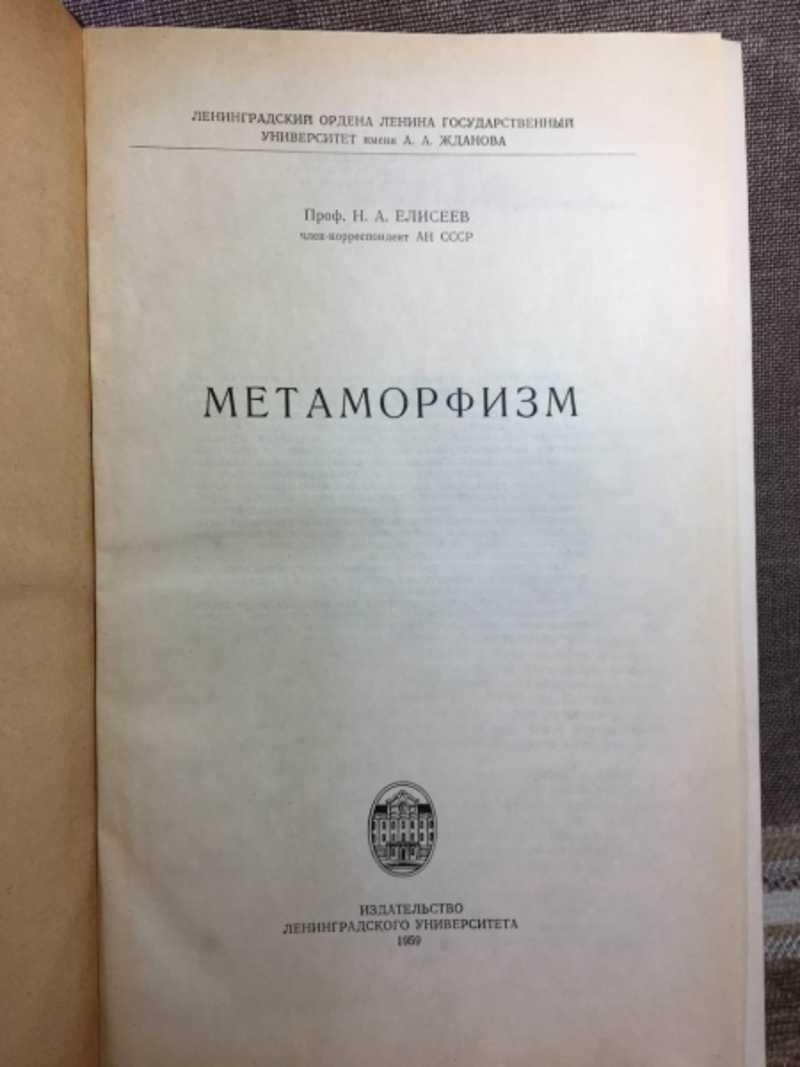 ЛЕНИНГРАДСКИЙ ОРДЕНА ЛЕНИНА ГОСУДАРСТВЕННЫЙ
УНИВЕРСИТЕТ имени А. А. ЖДАНОВА
Проф. Н. А. ЕЛИСЕЕВ
член-корреспондент АН СССР
МЕТАМОРФИЗМ
ИЗДАТЕЛЬСТВО
ЛЕНИНГРАДСКОГО УНИВЕРСИТЕТА
1959